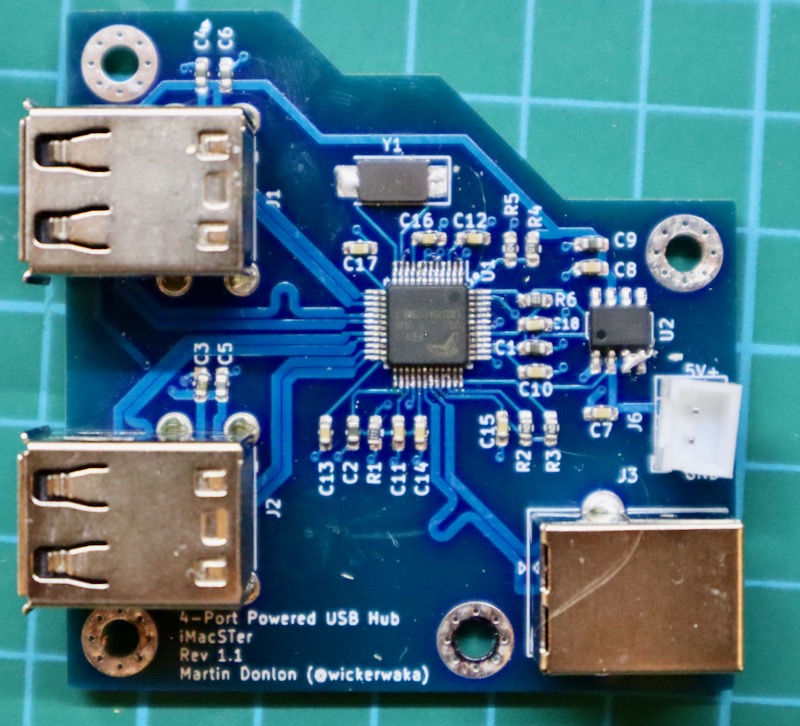 C4 C6
Y1
J1
R5
R4
C16 C12
C9
C17
C8
R6
U2
C18
C3 C5
C10
5V+
C7
J6
C13 C2 R1 C11 C14
C15
R2 R3
J3
J2
GND
4-Port Powered USB Hub
iMacSTer
Rev 1.1
Martin Donlon (@wickerwaka)